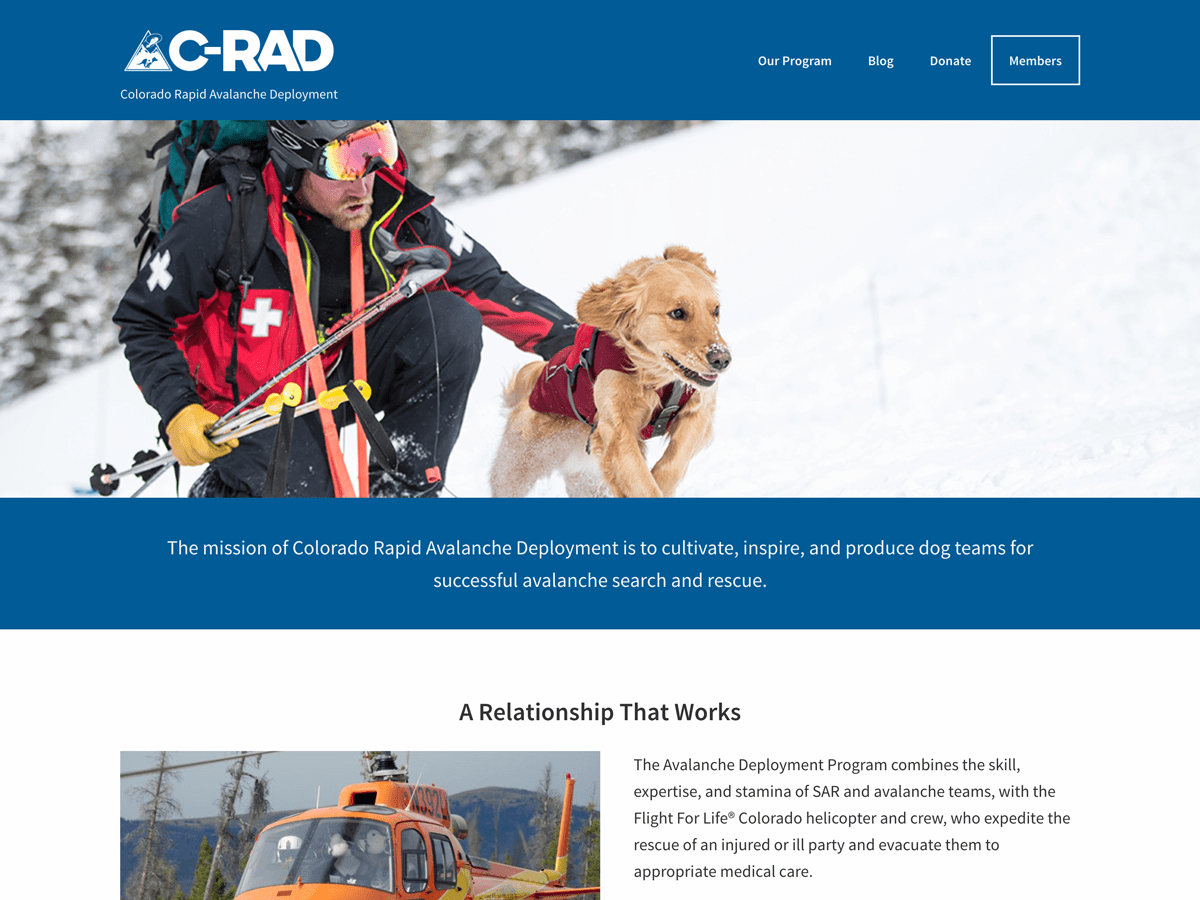 C-RAD
Colorado Rapid Avalanche Deployment
Our Program
Blog
Donate
Members
The mission of Colorado Rapid Avalanche Deployment is to cultivate, inspire, and produce dog teams for
successful avalanche search and rescue.
A Relationship That Works
The Avalanche Deployment Program combines the skill,
expertise, and stamina of SAR and avalanche teams, with the
Flight For Life® Colorado helicopter and crew, who expedite the
rescue of an injured or ill party and evacuate them to
appropriate medical care.